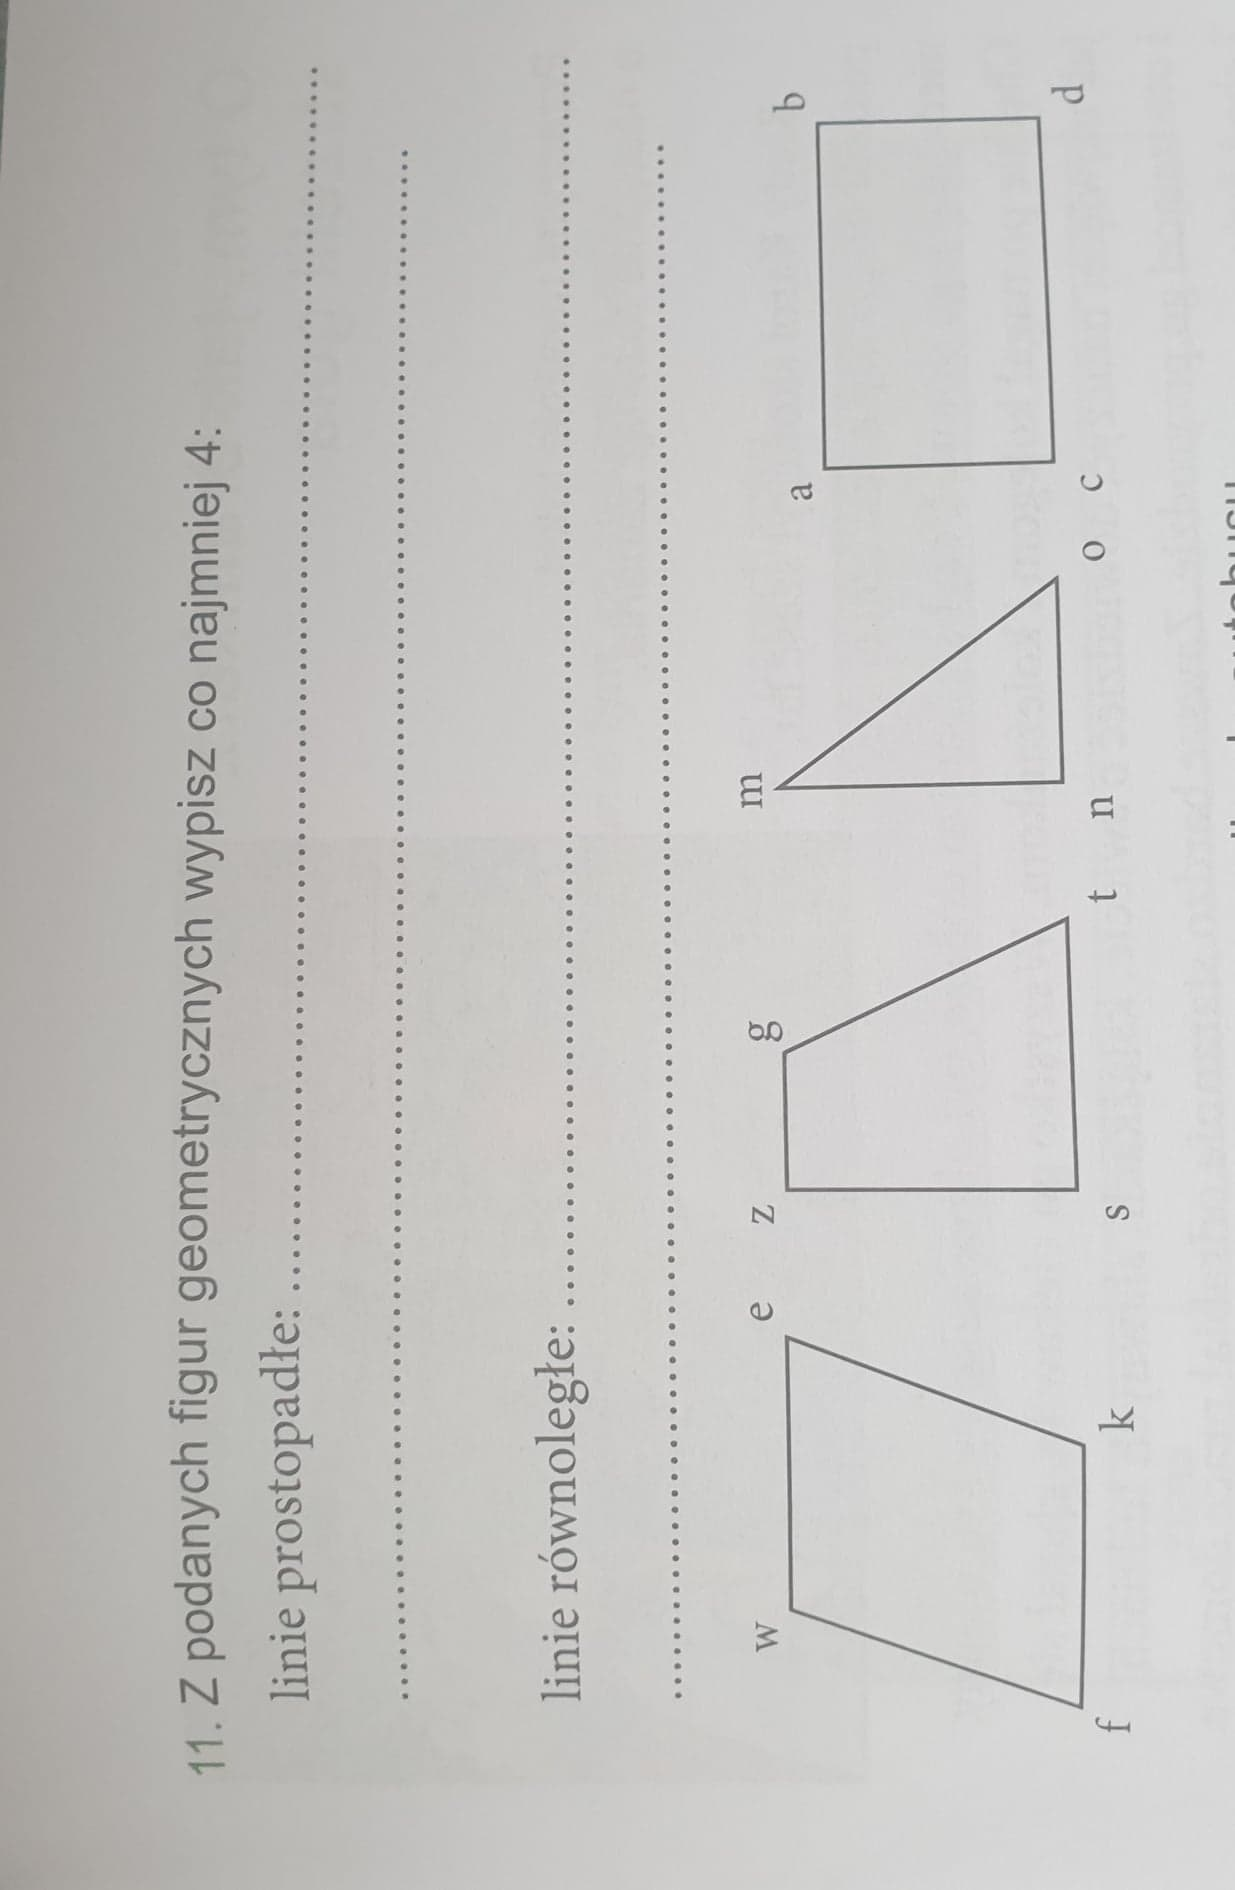 11. Z podanych figur geometrycznych wypisz co najmniej 4:
linie prostopadłe: ................................................................................
................................................................................
linie równoległe: ................................................................................
................................................................................
w e z g m a b
f k s t n o c d